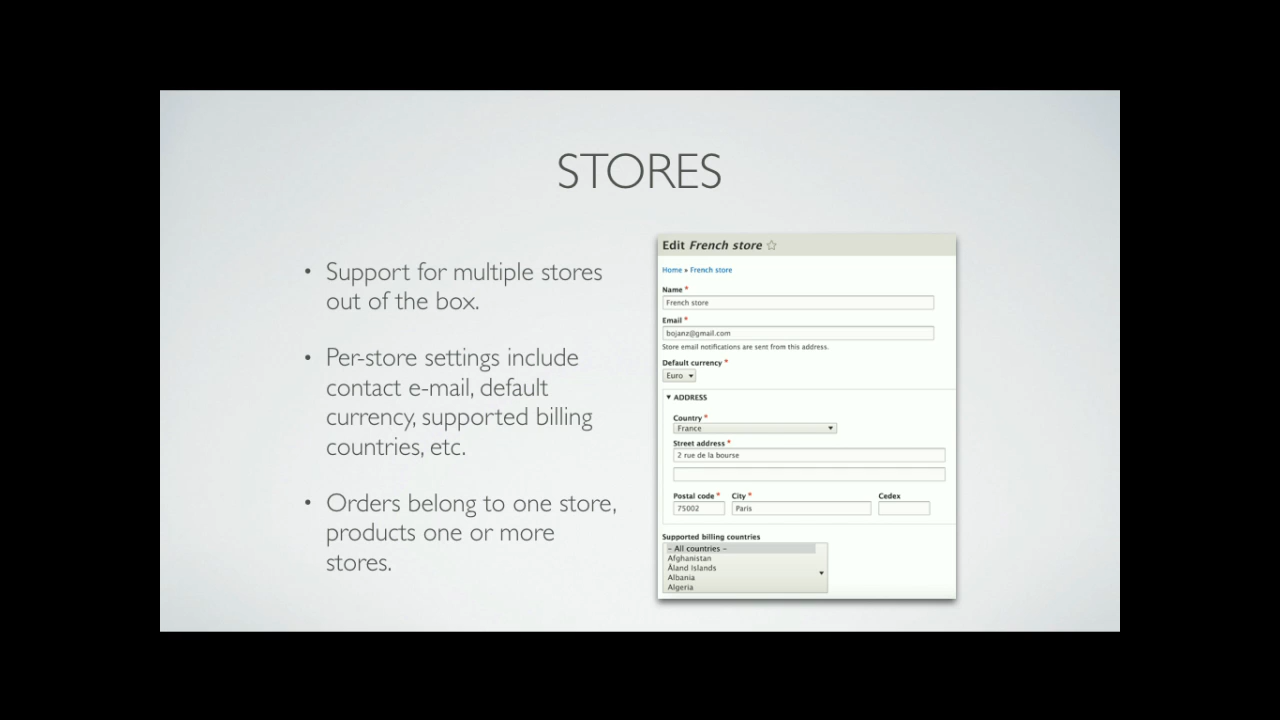 STORES
• Support for multiple stores
out of the box.
• Per-store settings include
contact e-mail, default
currency, supported billing
countries, etc.
• Orders belong to one store,
products one or more
stores.
Edit French store ☆
Home » French store
Name *
French store
Email *
bojanz@gmail.com
Store email notifications are sent from this address.
Default currency *
Euro
▼ ADDRESS
Country *
France
Street address *
2 rue de la bourse
Postal code * City * Cedex
75002 Paris
Supported billing countries
- All countries -
Afghanistan
Åland Islands
Albania
Algeria